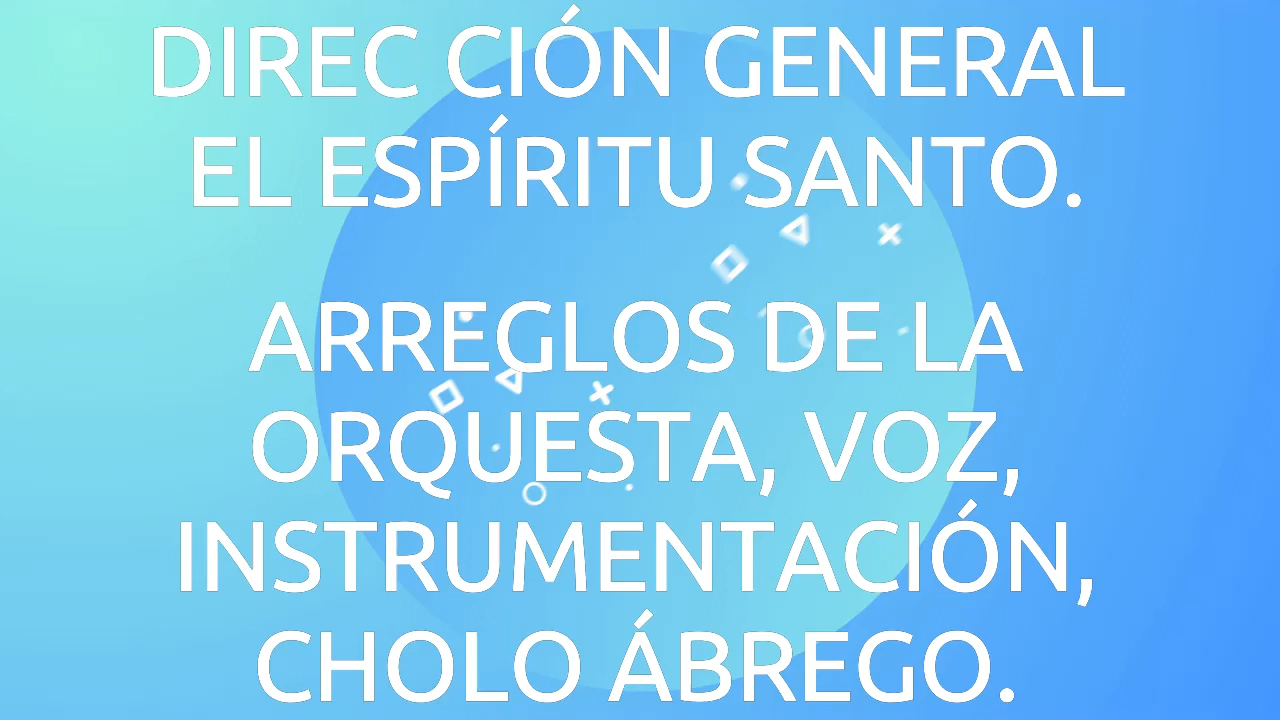 DIREC CIÓN GENERAL
EL ESPÍRITU SANTO.
ARREGLOS DE LA
ORQUESTA, VOZ,
INSTRUMENTACIÓN,
CHOLO ÁBREGO.